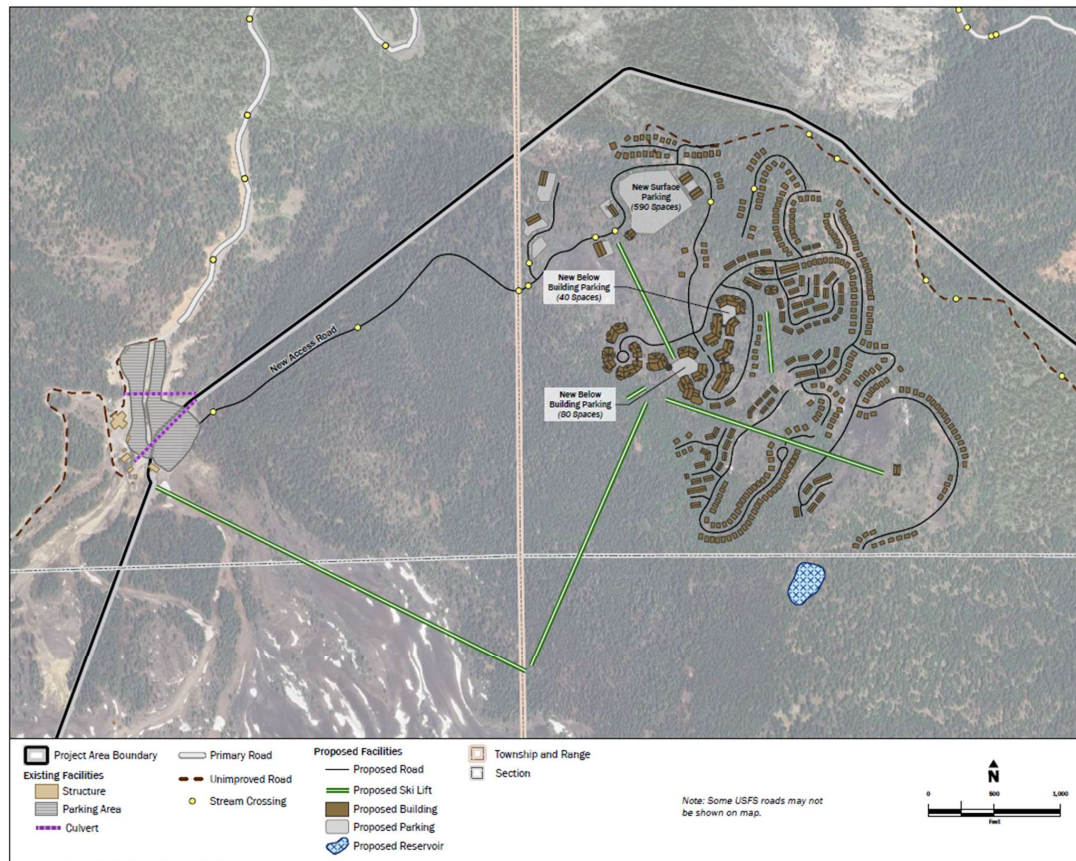 New Surface
Parking
(590 Spaces)
New Below
Building Parking
(40 Spaces)
New Access Road
New Below
Building Parking
(80 Spaces)
Project Area Boundary
Existing Facilities
Structure
Parking Area
Culvert
Primary Road
Unimproved Road
Stream Crossing
Proposed Facilities
Proposed Road
Proposed Ski Lift
Proposed Building
Proposed Parking
Proposed Reservoir
Township and Range
Section
Note: Some USFS roads may not
be shown on map.
N
0 500 1,000
Feet